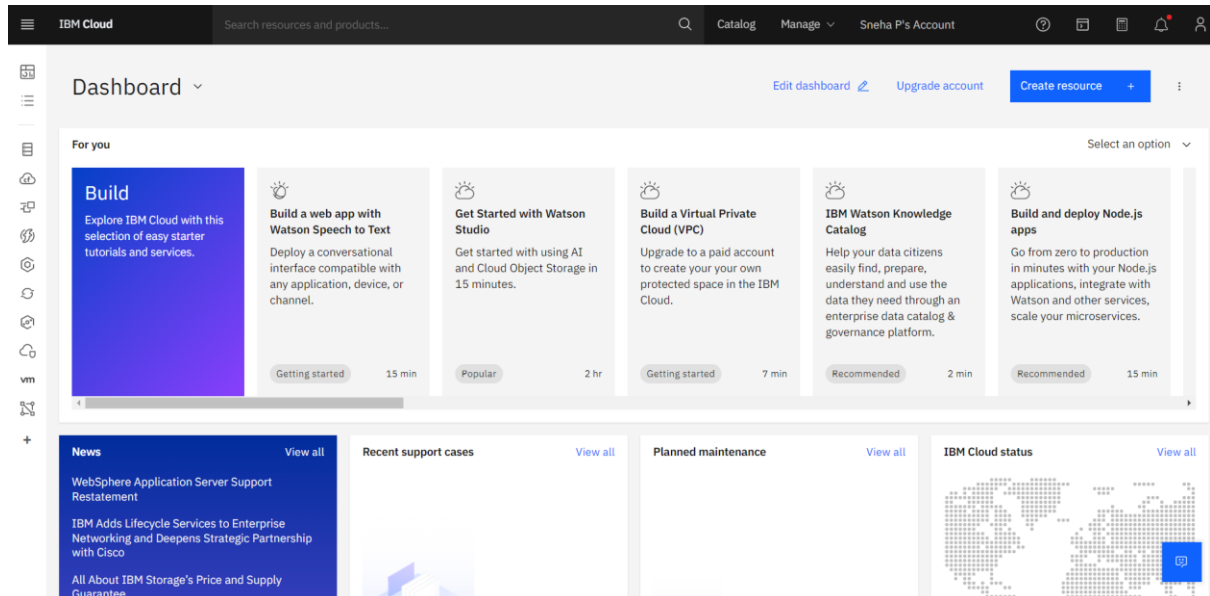 IBM Cloud
Search resources and products...
Catalog
Manage
Sneha P's Account
Dashboard
Edit dashboard
Upgrade account
Create resource +
For you
Select an option
Build
Explore IBM Cloud with this
selection of easy starter
tutorials and services.
Build a web app with
Watson Speech to Text
Deploy a conversational
interface compatible with
any application, device, or
channel.
Getting started
15 min
Get Started with Watson
Studio
Get started with using AI
and Cloud Object Storage in
15 minutes.
Popular
2 hr
Build a Virtual Private
Cloud (VPC)
Upgrade to a paid account
to create your your own
protected space in the IBM
Cloud.
Getting started
7 min
IBM Watson Knowledge
Catalog
Help your data citizens
easily find, prepare,
understand and use the
data they need through an
enterprise data catalog &
governance platform.
Recommended
2 min
Build and deploy Node.js
apps
Go from zero to production
in minutes with your Node.js
applications, integrate with
Watson and other services,
scale your microservices.
Recommended
15 min
vm
+
News
View all
WebSphere Application Server Support
Restatement
IBM Adds Lifecycle Services to Enterprise
Networking and Deepens Strategic Partnership
with Cisco
All About IBM Storage's Price and Supply
Guarantee
Recent support cases
View all
Planned maintenance
View all
IBM Cloud status
View all